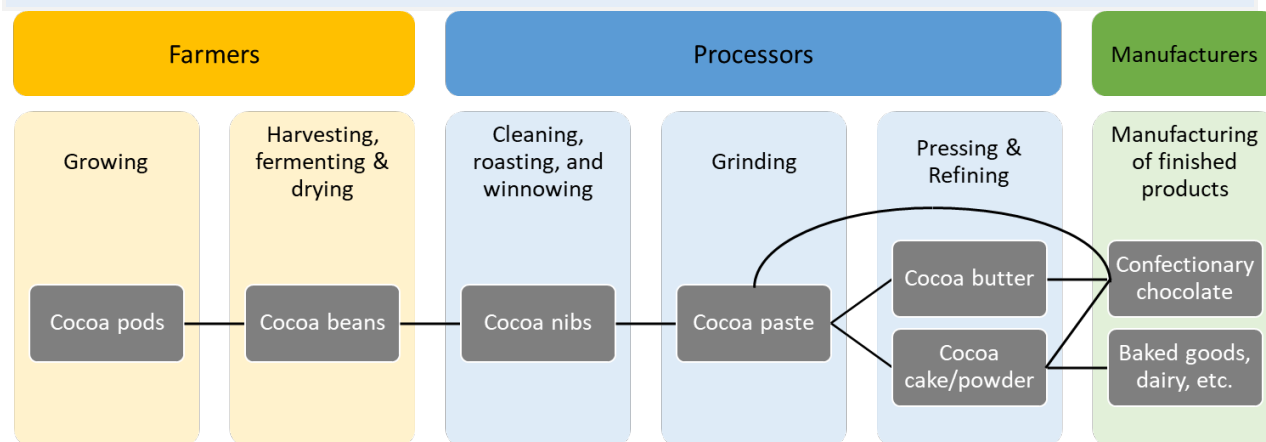 Farmers
Processors
Manufacturers
Growing
Harvesting,
fermenting &
drying
Cleaning,
roasting, and
winnowing
Grinding
Pressing &
Refining
Manufacturing
of finished
products
Cocoa pods
Cocoa beans
Cocoa nibs
Cocoa paste
Cocoa butter
Cocoa
cake/powder
Confectionary
chocolate
Baked goods,
dairy, etc.